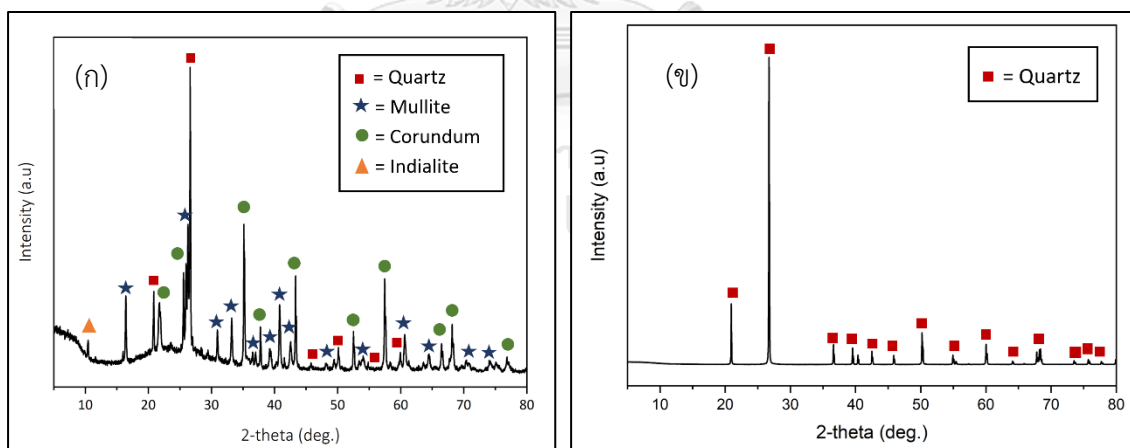 (ก)
= Quartz
= Mullite
= Corundum
= Indialite
Intensity (a.u)
10 20 30 40 50 60 70 80
2-theta (deg.)
(ข)
= Quartz
Intensity (a.u)
10 20 30 40 50 60 70 80
2-theta (deg.)